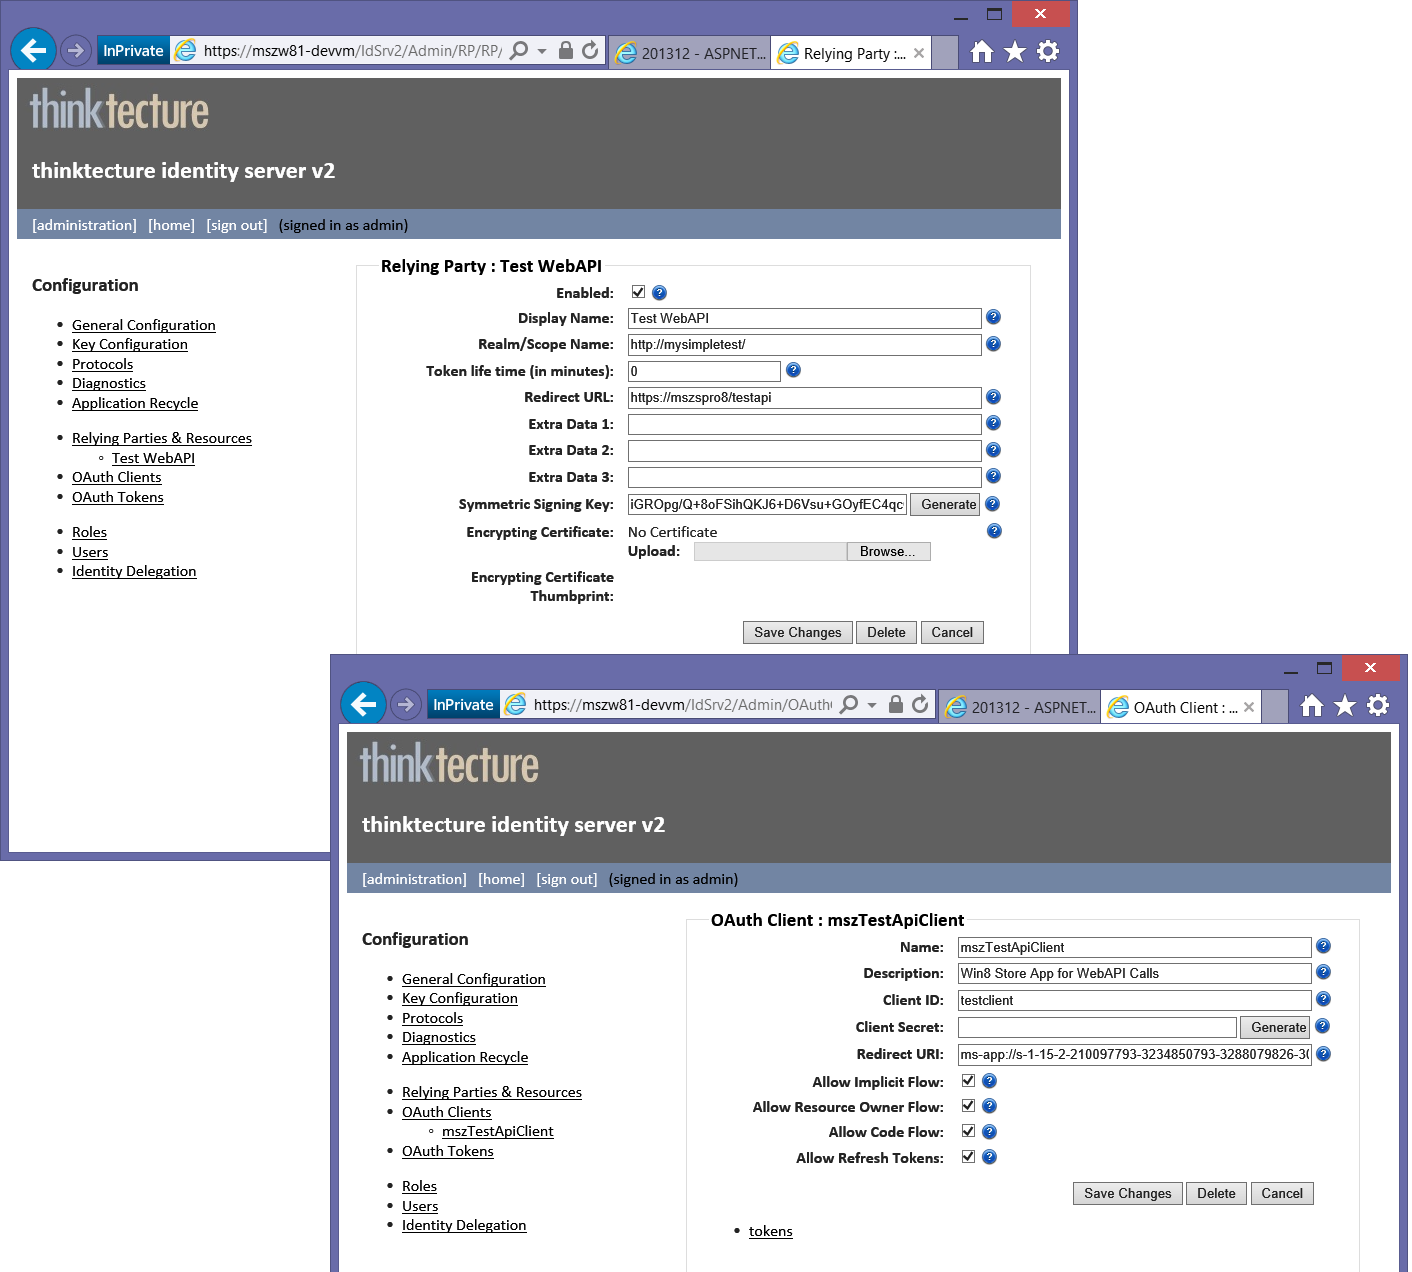 InPrivate https://mszw81-devvm/IdSrv2/Admin/RP/RP/ 201312 - ASPNET... Relying Party :...
thinktecture
thinktecture identity server v2
[administration] [home] [sign out] (signed in as admin)
Configuration
General Configuration
Key Configuration
Protocols
Diagnostics
Application Recycle
Relying Parties & Resources
Test WebAPI
OAuth Clients
OAuth Tokens
Roles
Users
Identity Delegation
Relying Party : Test WebAPI
Enabled:
Display Name: Test WebAPI
Realm/Scope Name: http://mysimpletest/
Token life time (in minutes): 0
Redirect URL: https://mszspro8/testapi
Extra Data 1:
Extra Data 2:
Extra Data 3:
Symmetric Signing Key: iGROpg/Q+8oFSihQKJ6+D6Vsu+GOyfEC4qc Generate
Encrypting Certificate: No Certificate
Upload: Browse...
Encrypting Certificate
Thumbprint:
Save Changes Delete Cancel
InPrivate https://mszw81-devvm/IdSrv2/Admin/OAuth 201312 - ASPNET... OAuth Client : ...
thinktecture
thinktecture identity server v2
[administration] [home] [sign out] (signed in as admin)
Configuration
General Configuration
Key Configuration
Protocols
Diagnostics
Application Recycle
Relying Parties & Resources
OAuth Clients
mszTestApiClient
OAuth Tokens
Roles
Users
Identity Delegation
OAuth Client : mszTestApiClient
Name: mszTestApiClient
Description: Win8 Store App for WebAPI Calls
Client ID: testclient
Client Secret: Generate
Redirect URI: ms-app://s-1-15-2-210097793-3234850793-3288079826-30
Allow Implicit Flow:
Allow Resource Owner Flow:
Allow Code Flow:
Allow Refresh Tokens:
Save Changes Delete Cancel
tokens